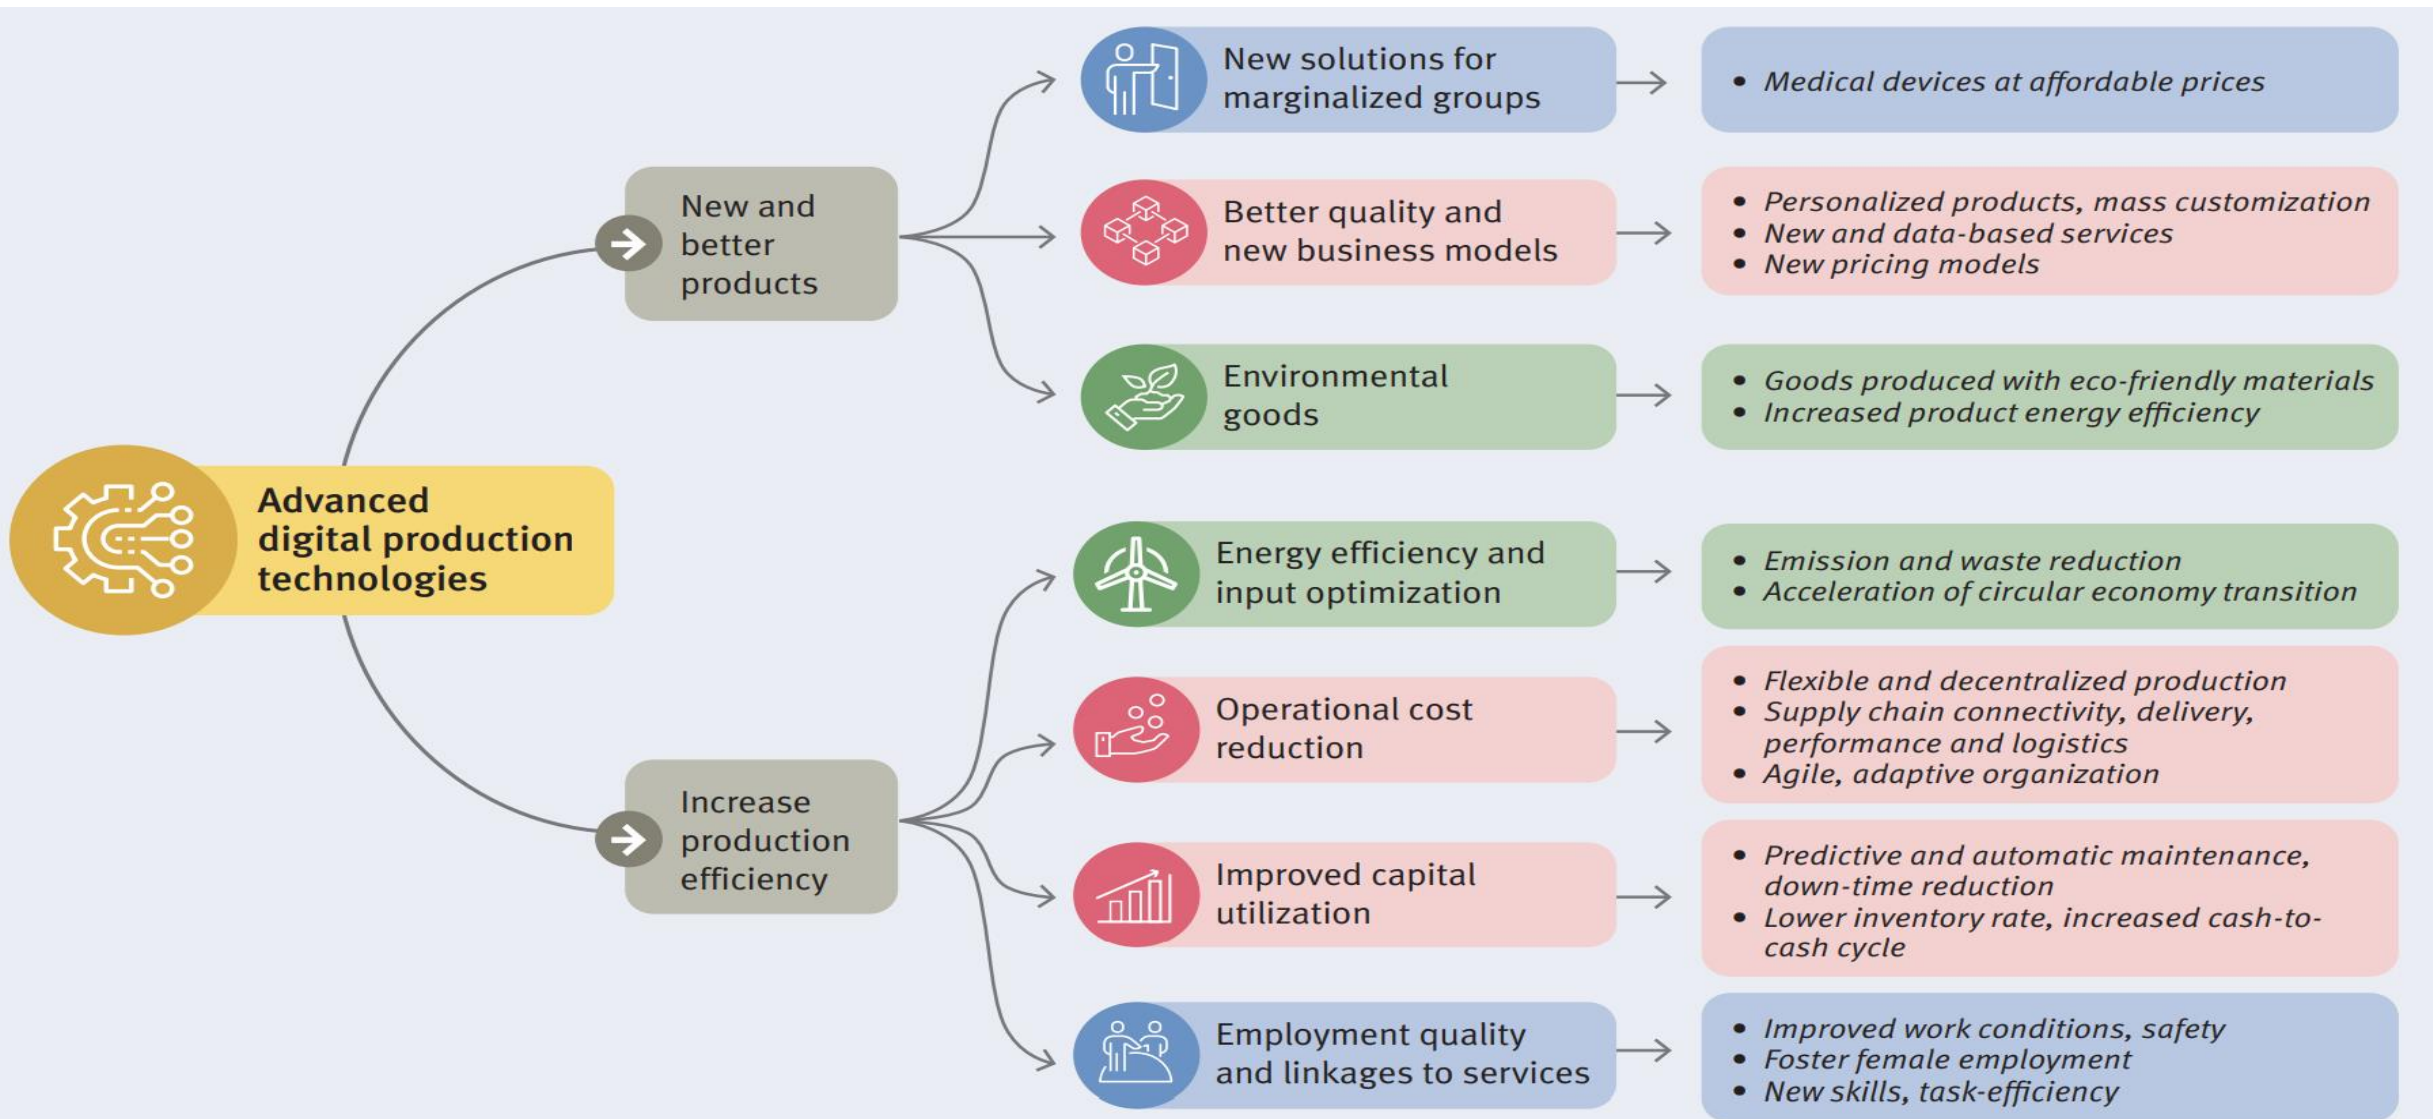 Advanced
digital production
technologies
New and
better
products
New solutions for
marginalized groups
• Medical devices at affordable prices
Better quality and
new business models
• Personalized products, mass customization
• New and data-based services
• New pricing models
Environmental
goods
• Goods produced with eco-friendly materials
• Increased product energy efficiency
Increase
production
efficiency
Energy efficiency and
input optimization
• Emission and waste reduction
• Acceleration of circular economy transition
Operational cost
reduction
• Flexible and decentralized production
• Supply chain connectivity, delivery,
performance and logistics
• Agile, adaptive organization
Improved capital
utilization
• Predictive and automatic maintenance,
down-time reduction
• Lower inventory rate, increased cash-to-
cash cycle
Employment quality
and linkages to services
• Improved work conditions, safety
• Foster female employment
• New skills, task-efficiency